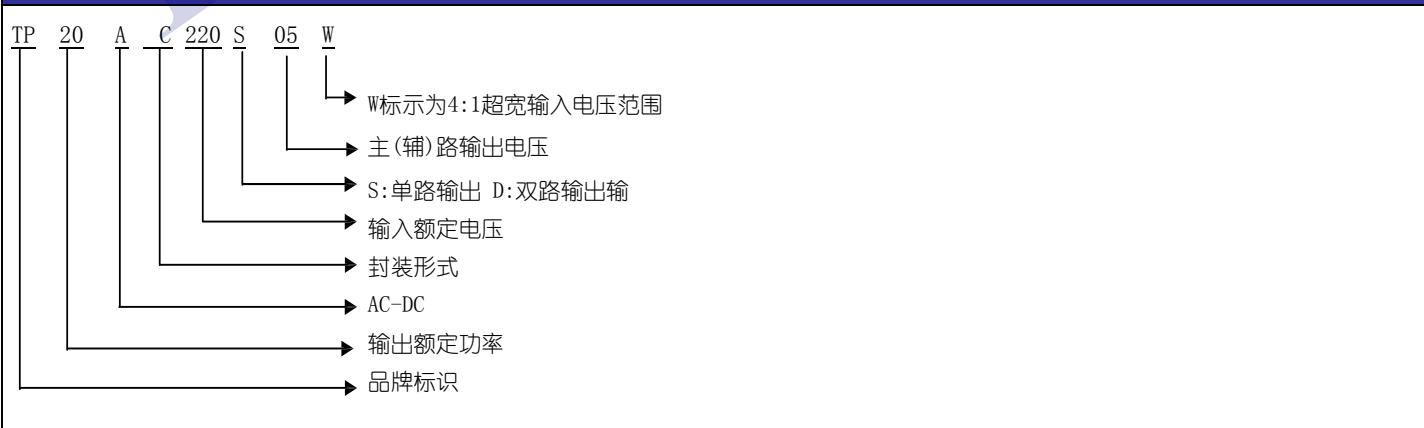 TP 20 A C 220 S 05 W
W标示为4:1超宽输入电压范围
主(辅)路输出电压
S:单路输出 D:双路输出输
输入额定电压
封装形式
AC-DC
输出额定功率
品牌标识